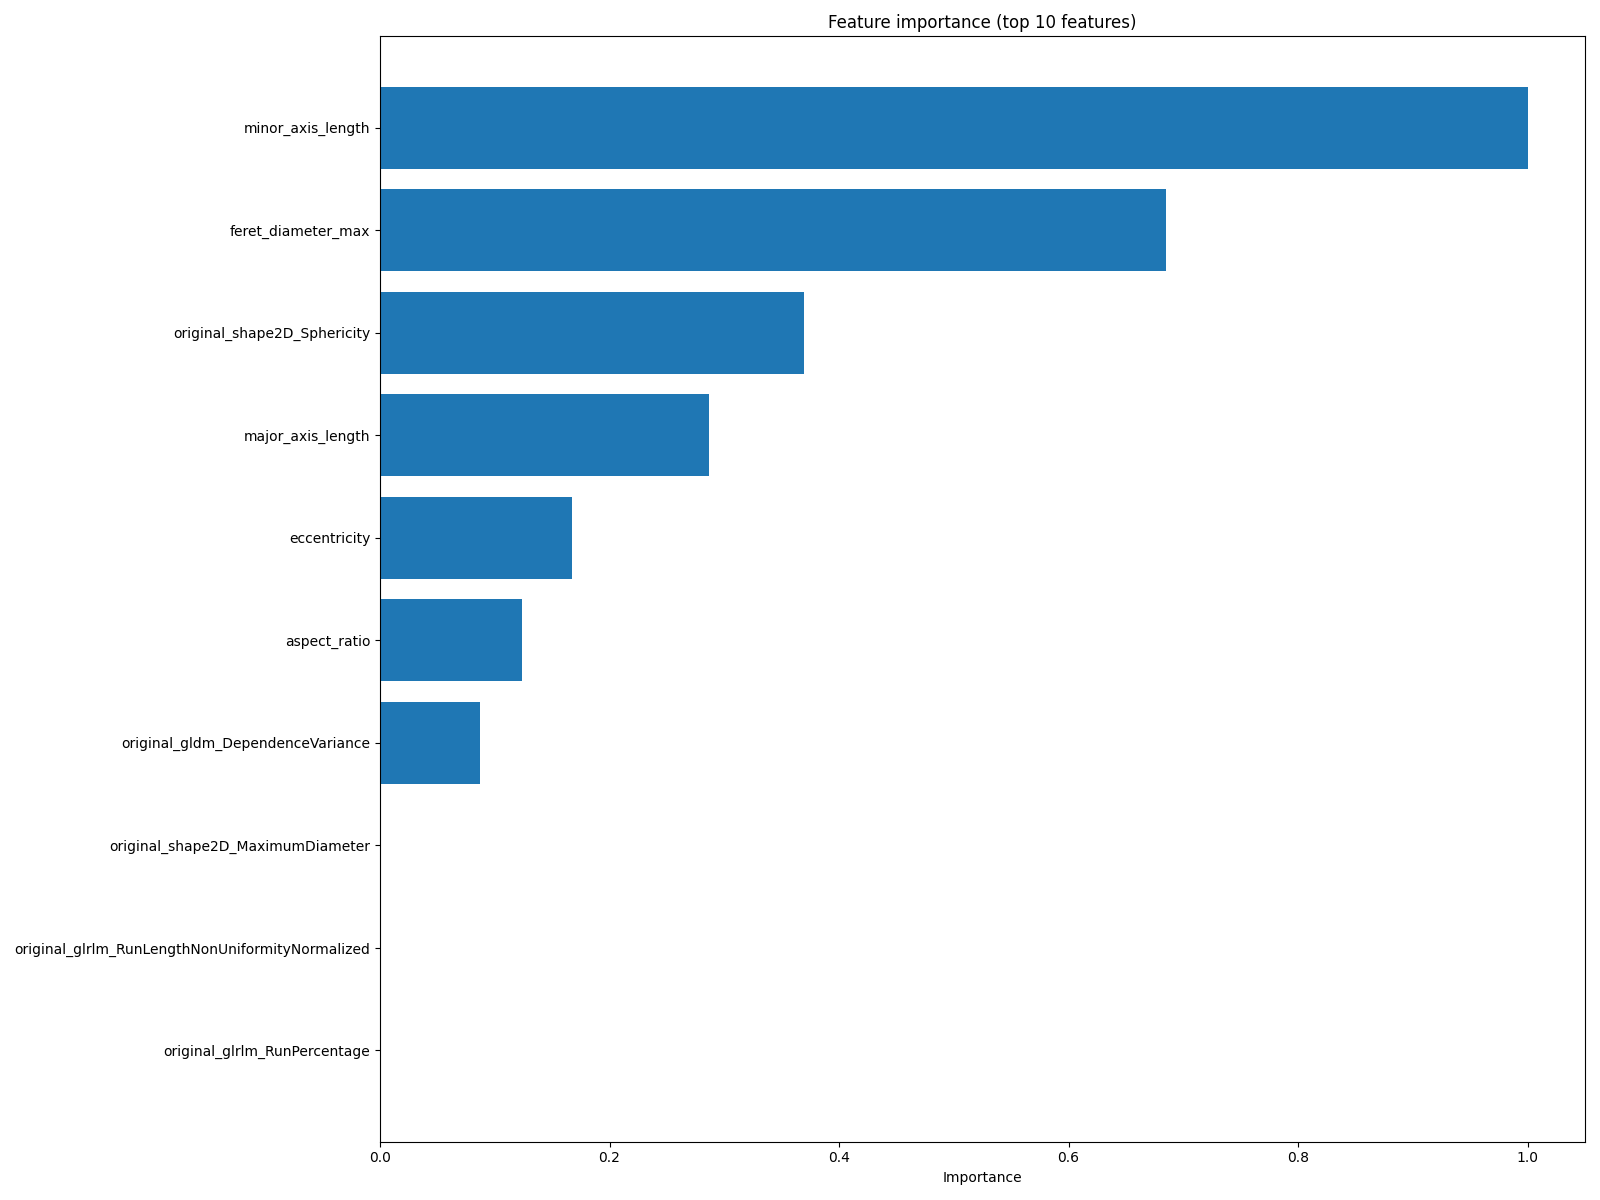 Feature importance (top 10 features)
minor_axis_length
feret_diameter_max
original_shape2D_Sphericity
major_axis_length
eccentricity
aspect_ratio
original_gldm_DependenceVariance
original_shape2D_MaximumDiameter
original_glrlm_RunLengthNonUniformityNormalized
original_glrlm_RunPercentage
0.0 0.2 0.4 0.6 0.8 1.0
Importance